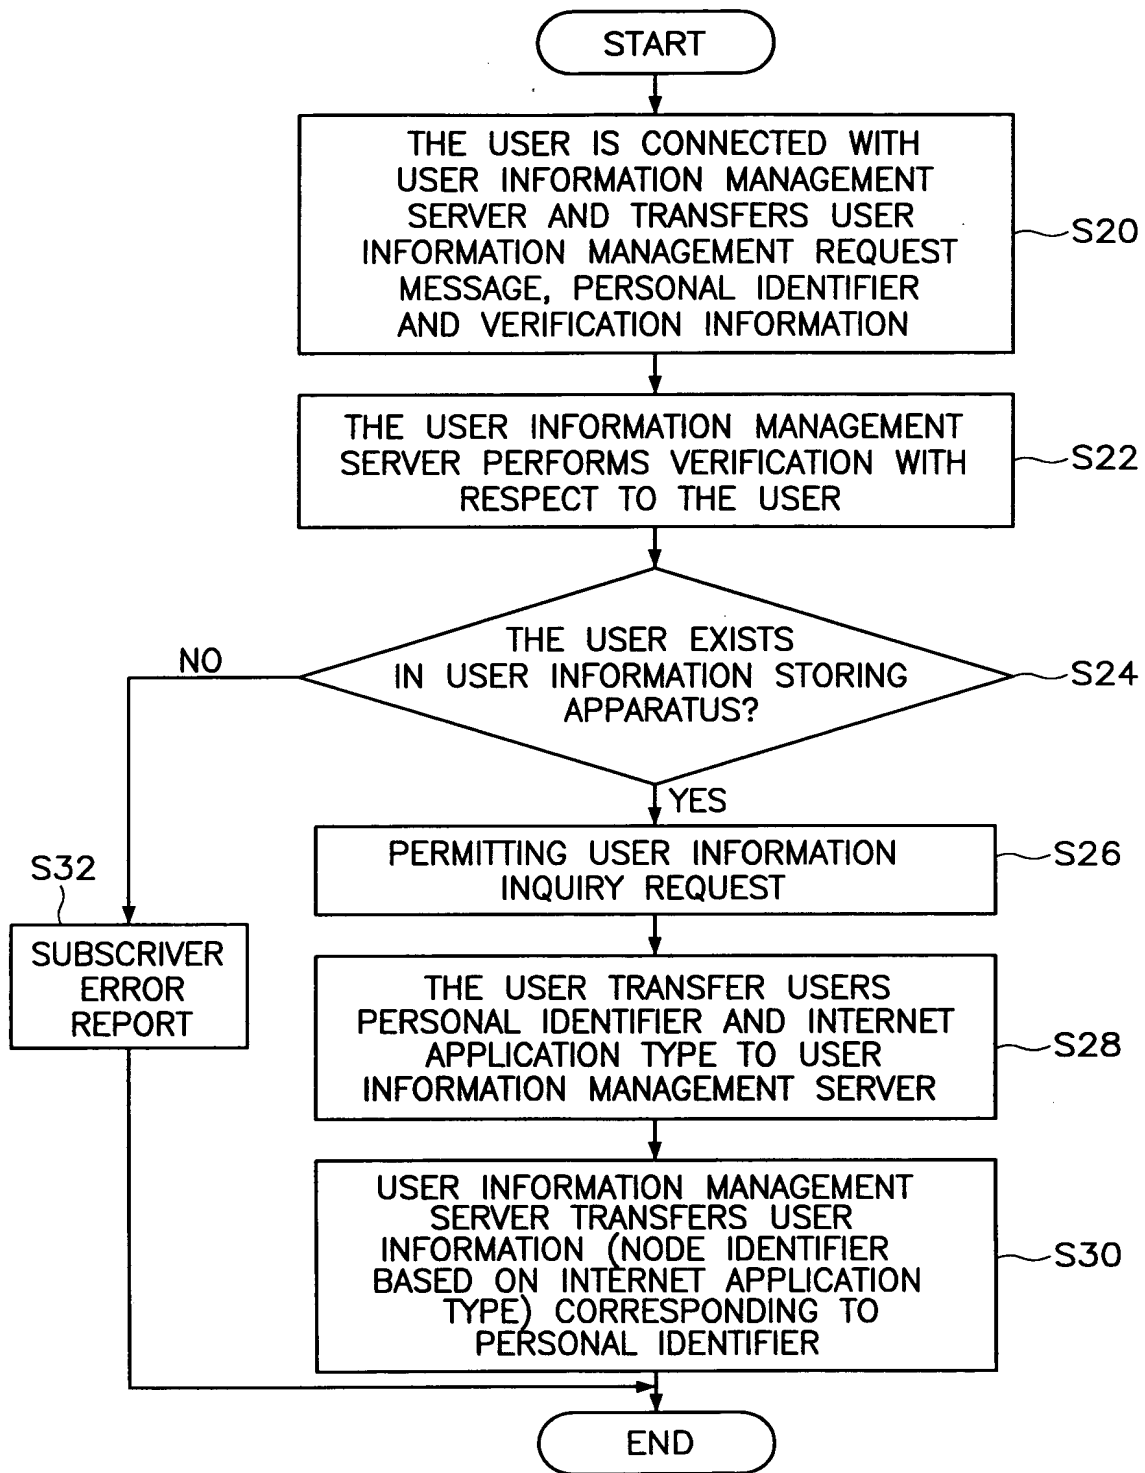 START
THE USER IS CONNECTED WITH
USER INFORMATION MANAGEMENT
SERVER AND TRANSFERS USER
INFORMATION MANAGEMENT REQUEST
MESSAGE, PERSONAL IDENTIFIER
AND VERIFICATION INFORMATION
S20
THE USER INFORMATION MANAGEMENT
SERVER PERFORMS VERIFICATION WITH
RESPECT TO THE USER
S22
THE USER EXISTS
IN USER INFORMATION STORING
APPARATUS?
S24
NO
YES
PERMITTING USER INFORMATION
INQUIRY REQUEST
S26
S32
SUBSCRIVER
ERROR
REPORT
THE USER TRANSFER USERS
PERSONAL IDENTIFIER AND INTERNET
APPLICATION TYPE TO USER
INFORMATION MANAGEMENT SERVER
S28
USER INFORMATION MANAGEMENT
SERVER TRANSFERS USER
INFORMATION (NODE IDENTIFIER
BASED ON INTERNET APPLICATION
TYPE) CORRESPONDING TO
PERSONAL IDENTIFIER
S30
END